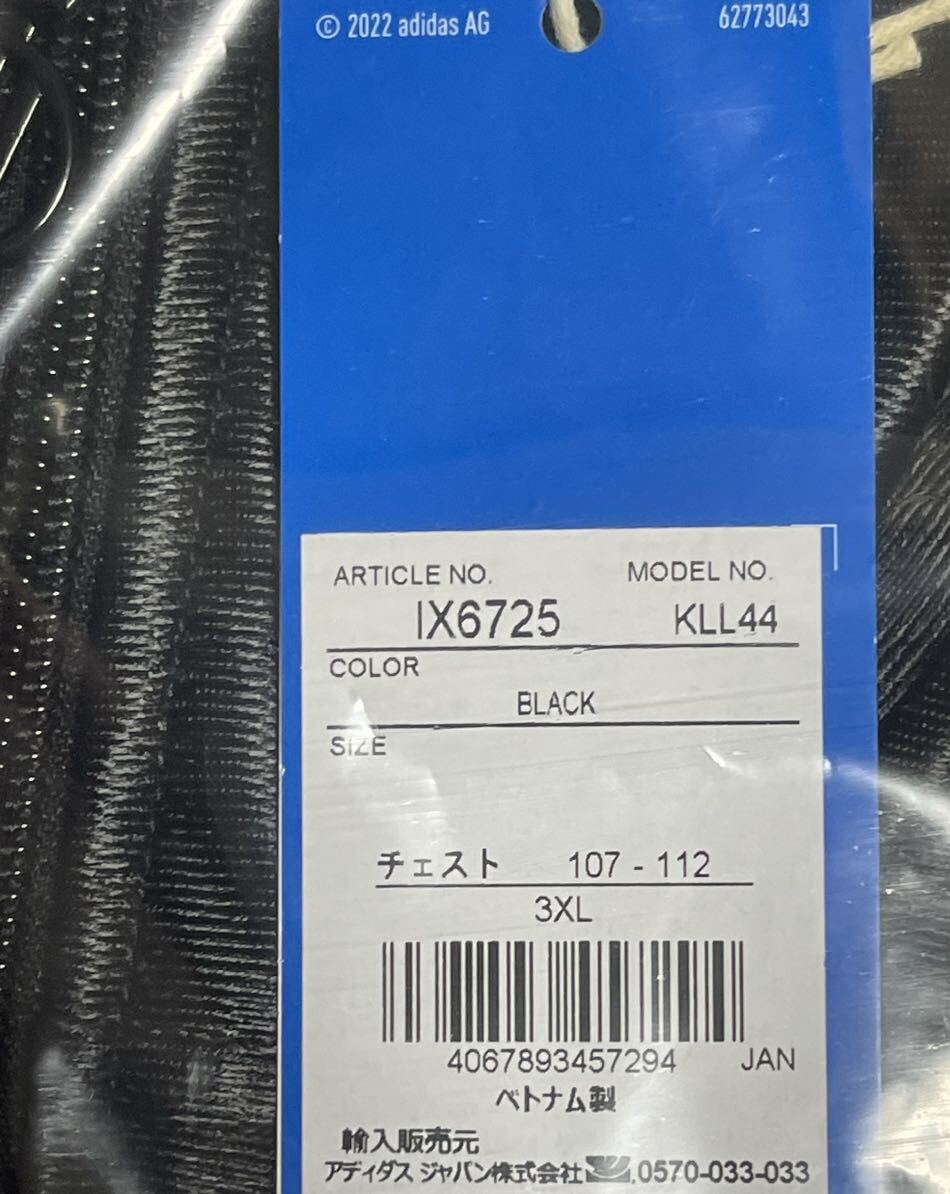 © 2022 adidas AG 62773043
ARTICLE NO. MODEL NO.
IX6725 KLL44
COLOR
BLACK
SIZE
チェスト 107 - 112
3XL
4067893457294 JAN
ベトナム製
輸入販売元
アディダス ジャパン株式会社 0570-033-033